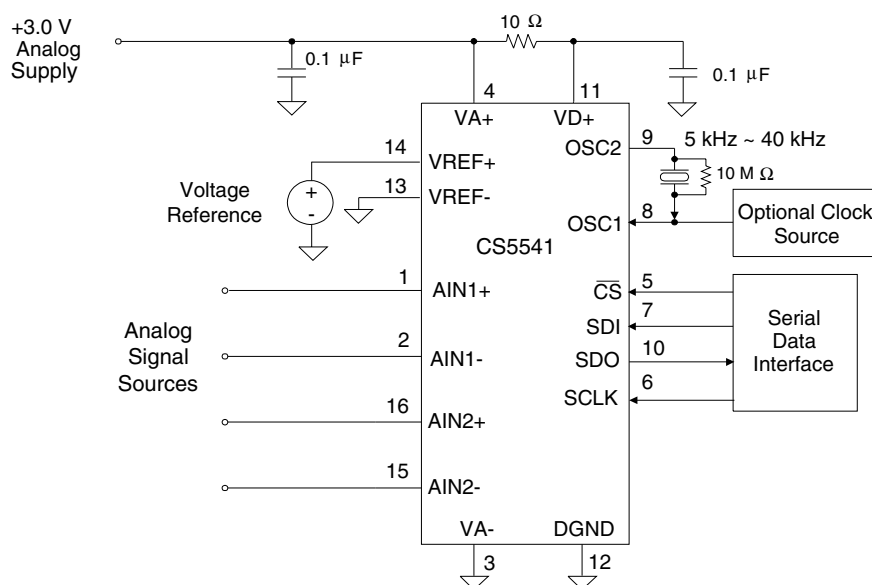 +3.0 V
Analog
Supply
10 Ω
0.1 µF
0.1 µF
4
11
VA+
VD+
14
VREF+
13
VREF-
Voltage
Reference
+
-
9
OSC2
5 kHz ~ 40 kHz
10 M Ω
8
OSC1
Optional Clock
Source
CS5541
1
AIN1+
2
AIN1-
16
AIN2+
15
AIN2-
Analog
Signal
Sources
CS
5
SDI
7
SDO
10
SCLK
6
Serial
Data
Interface
VA-
DGND
3
12